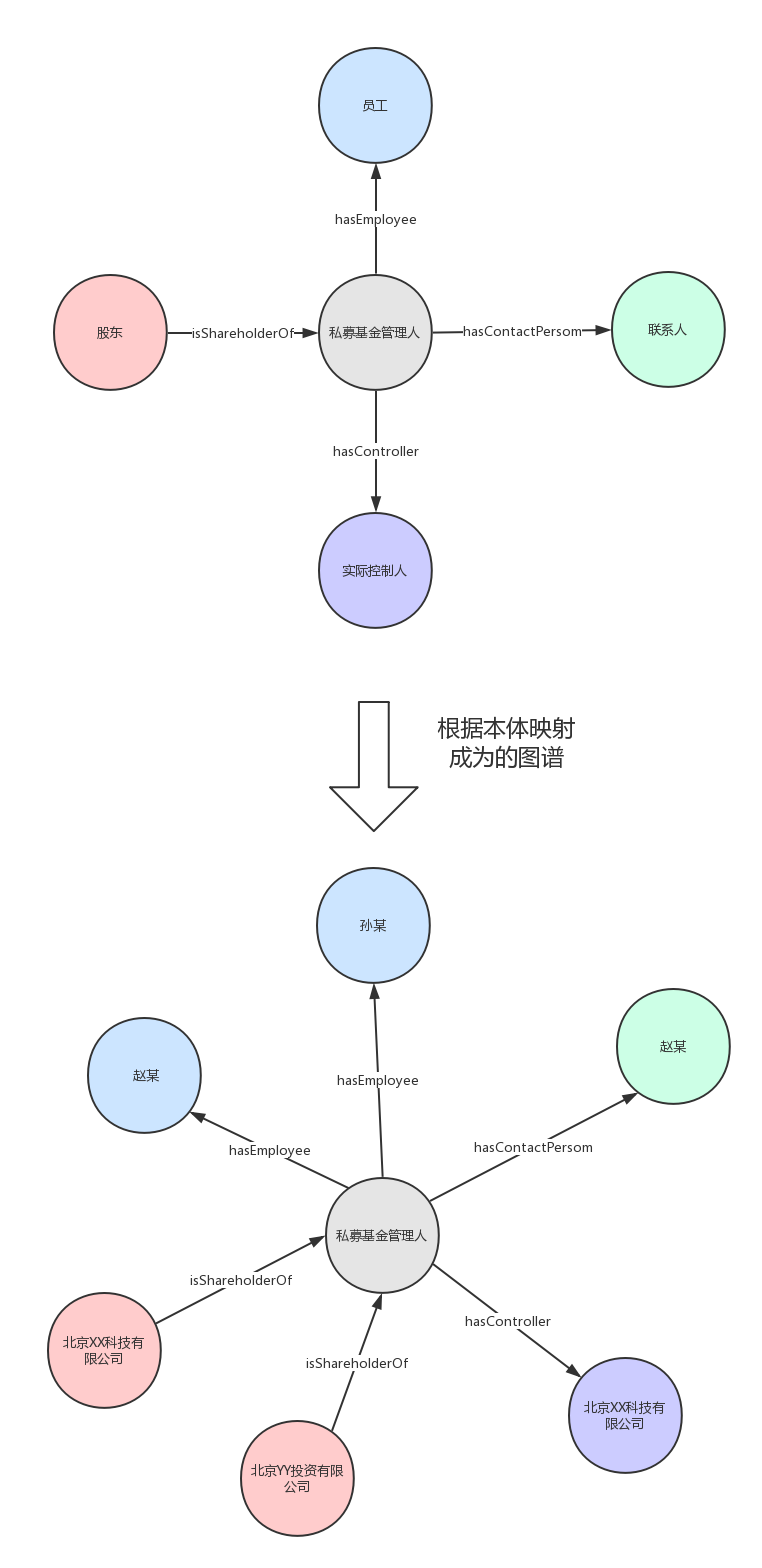 员工
hasEmployee
股东
isShareholderOf
私募基金管理人
hasContactPersom
联系人
hasController
实际控制人
根据本体映射
成为的图谱
孙某
赵某
赵某
hasEmployee
hasEmployee
hasContactPersom
私募基金管理人
isShareholderOf
hasController
北京XX科技有
限公司
isShareholderOf
北京XX科技有
限公司
北京YY投资有限
公司